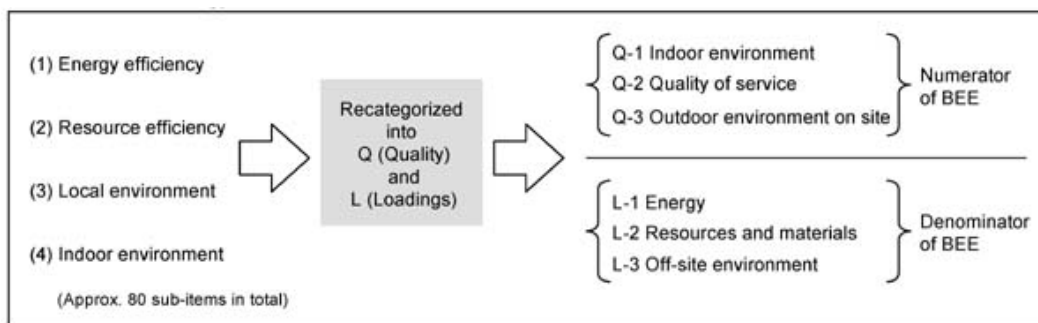 (1) Energy efficiency
(2) Resource efficiency
(3) Local environment
(4) Indoor environment
(Approx. 80 sub-items in total)
Recategorized
into
Q (Quality)
and
L (Loadings)
Q-1 Indoor environment
Q-2 Quality of service
Q-3 Outdoor environment on site
Numerator
of BEE
L-1 Energy
L-2 Resources and materials
L-3 Off-site environment
Denominator
of BEE